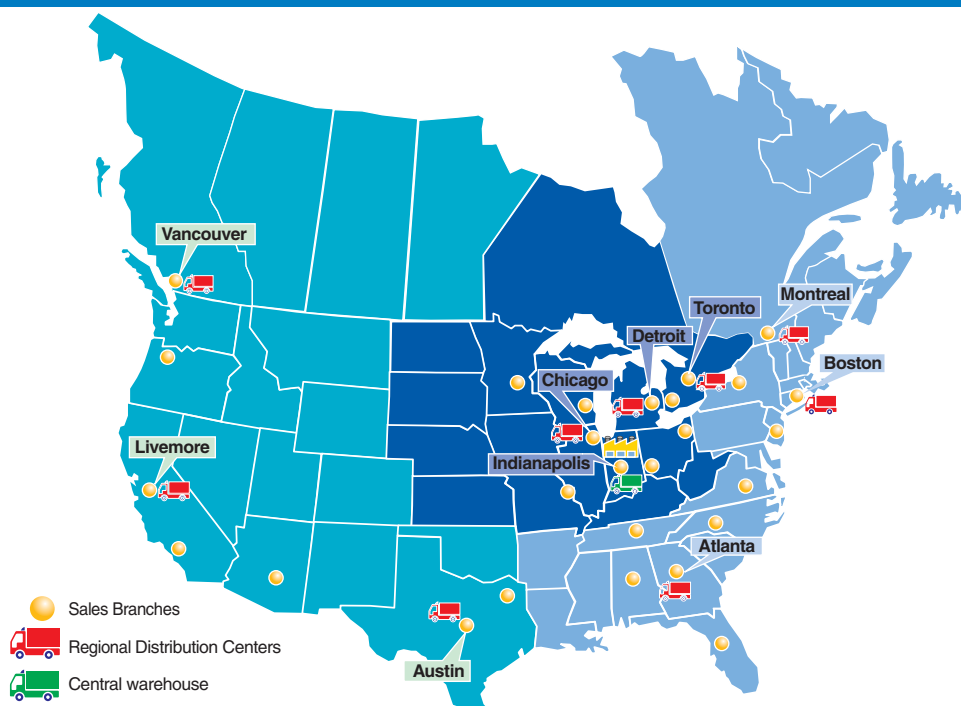 Vancouver
Montreal
Toronto
Detroit
Boston
Chicago
Livemore
Indianapolis
Atlanta
Sales Branches
Regional Distribution Centers
Austin
Central warehouse